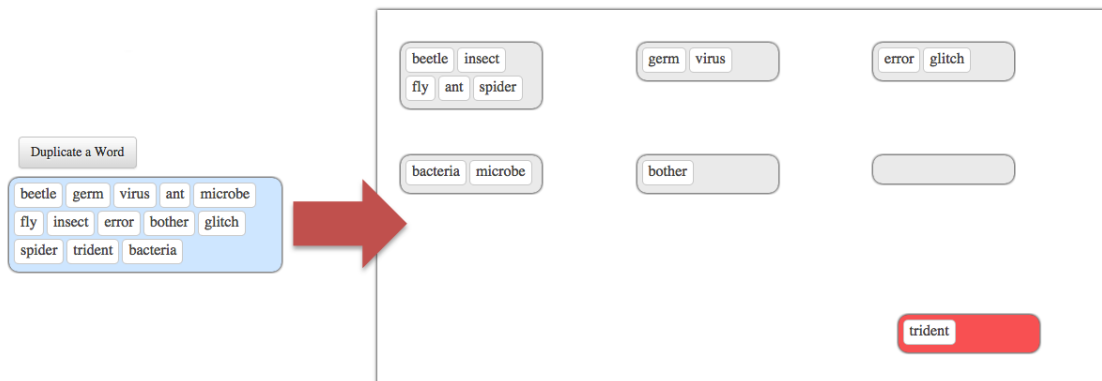 Duplicate a Word
beetle germ virus ant microbe
fly insect error bother glitch
spider trident bacteria
beetle insect
fly ant spider
germ virus
error glitch
bacteria microbe
bother
trident